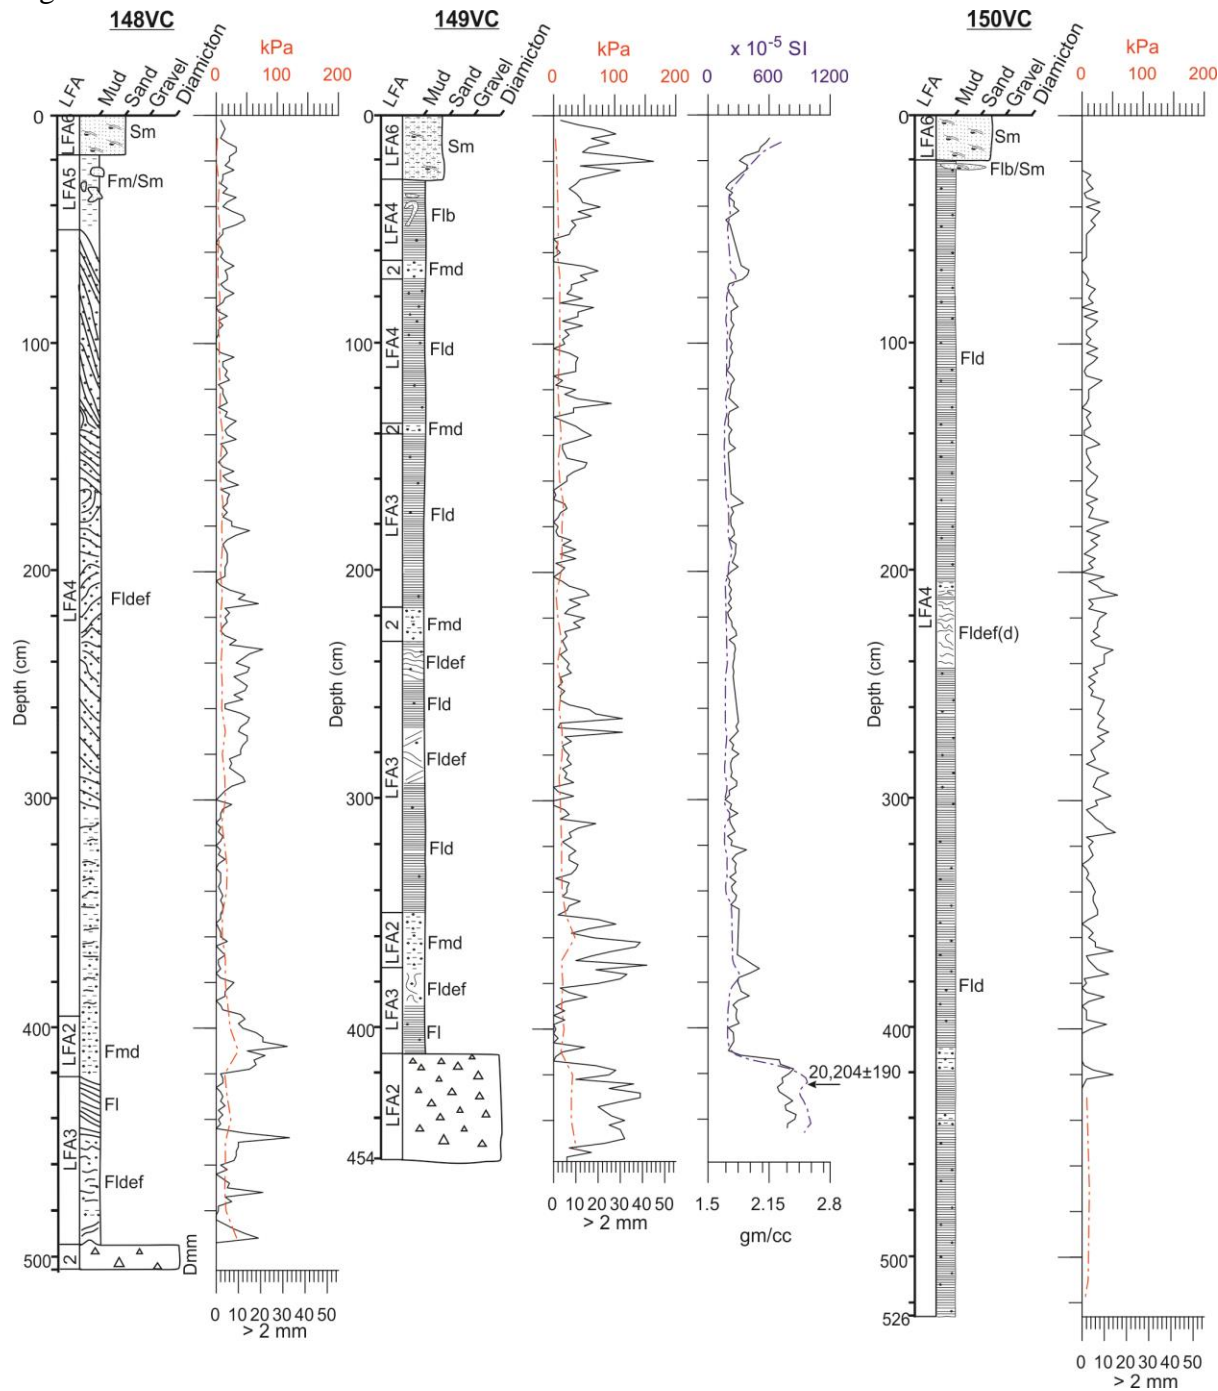 148VC
149VC
150VC
LFA
Mud
Sand
Gravel
Diamicton
kPa
0 100 200
LFA
Mud
Sand
Gravel
Diamicton
kPa
0 100 200
x 10-5 SI
0 600 1200
LFA
Mud
Sand
Gravel
Diamicton
kPa
0 100 200
0
100
200
300
400
500
Depth (cm)
LFA6
LFA5
LFA4
LFA2
LFA3
2
Sm
Fm/Sm
Fldef
Fmd
Fl
Fldef
Dmm
0 10 20 30 40 50
> 2 mm
0
100
200
300
400
454
Depth (cm)
LFA6
LFA4
2
LFA4
2
LFA3
2
LFA3
LFA2
LFA3
LFA2
Sm
Flb
Fmd
Fld
Fmd
Fld
Fmd
Fldef
Fld
Fldef
Fld
Fmd
Fldef
Fl
0 10 20 30 40 50
> 2 mm
20,204±190
1.5 2.15 2.8
gm/cc
0
100
200
300
400
500
526
Depth (cm)
LFA6
LFA4
Sm
Flb/Sm
Fld
Fldef(d)
Fld
0 10 20 30 40 50
> 2 mm